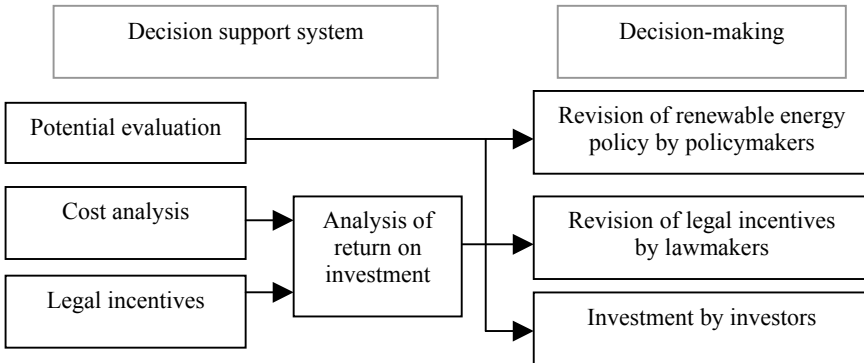 Decision support system
Decision-making
Potential evaluation
Revision of renewable energy
policy by policymakers
Cost analysis
Analysis of
return on
investment
Revision of legal incentives
by lawmakers
Legal incentives
Investment by investors